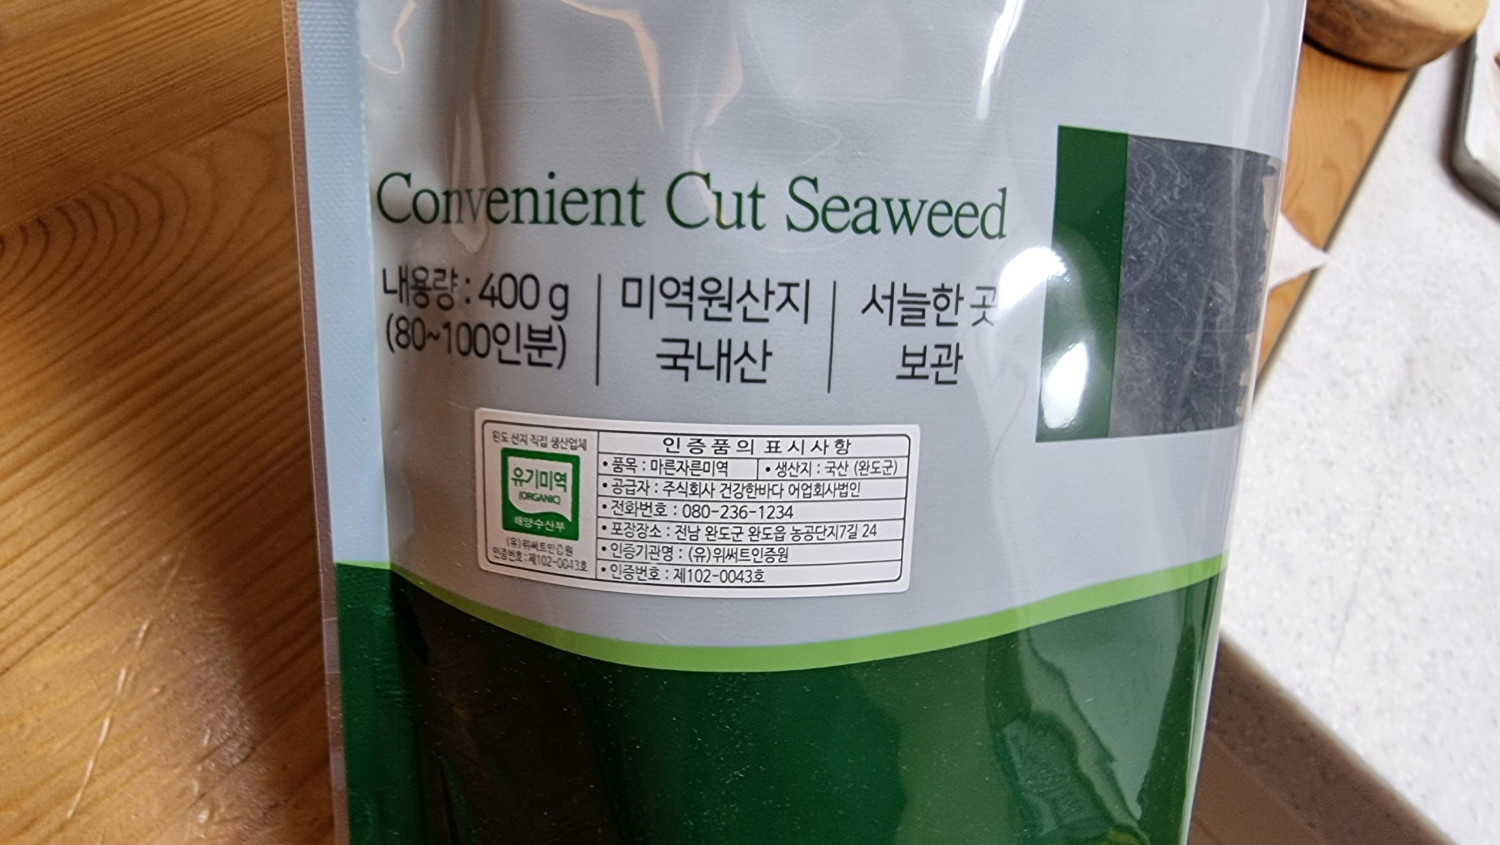 Convenient Cut Seaweed
내용량 : 400 g
(80~100인분)
미역원산지
국내산
서늘한 곳
보관
완도 산지 직접 생산업체
유기미역
(ORGANIC)
해양수산부
(유)위써트인증원
인증번호 : 제102-0043호
인증품의 표시사항
• 품목 : 마른자른미역 • 생산지 : 국산 (완도군)
• 공급자 : 주식회사 건강한바다 어업회사법인
• 전화번호 : 080-236-1234
• 포장장소 : 전남 완도군 완도읍 농공단지7길 24
• 인증기관명 : (유)위써트인증원
• 인증번호 : 제102-0043호